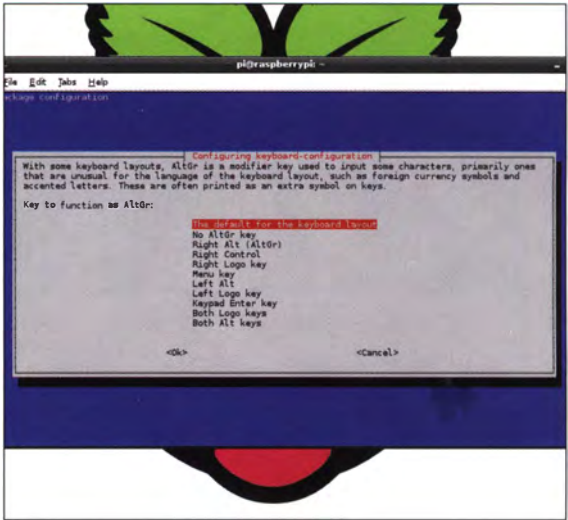 pi@raspberrypi: ~
File Edit Tabs Help
ackage configuration
Configuring keyboard-configuration
With some keyboard layouts, AltGr is a modifier key used to input some characters, primarily ones
that are unusual for the language of the keyboard layout, such as foreign currency symbols and
accented letters. These are often printed as an extra symbol on keys.
Key to function as AltGr:
The default for the keyboard layout
No AltGr key
Right Alt (AltGr)
Right Control
Right Logo key
Menu key
Left Alt
Left Logo key
Keypad Enter key
Both Logo keys
Both Alt keys
<Ok> <Cancel>